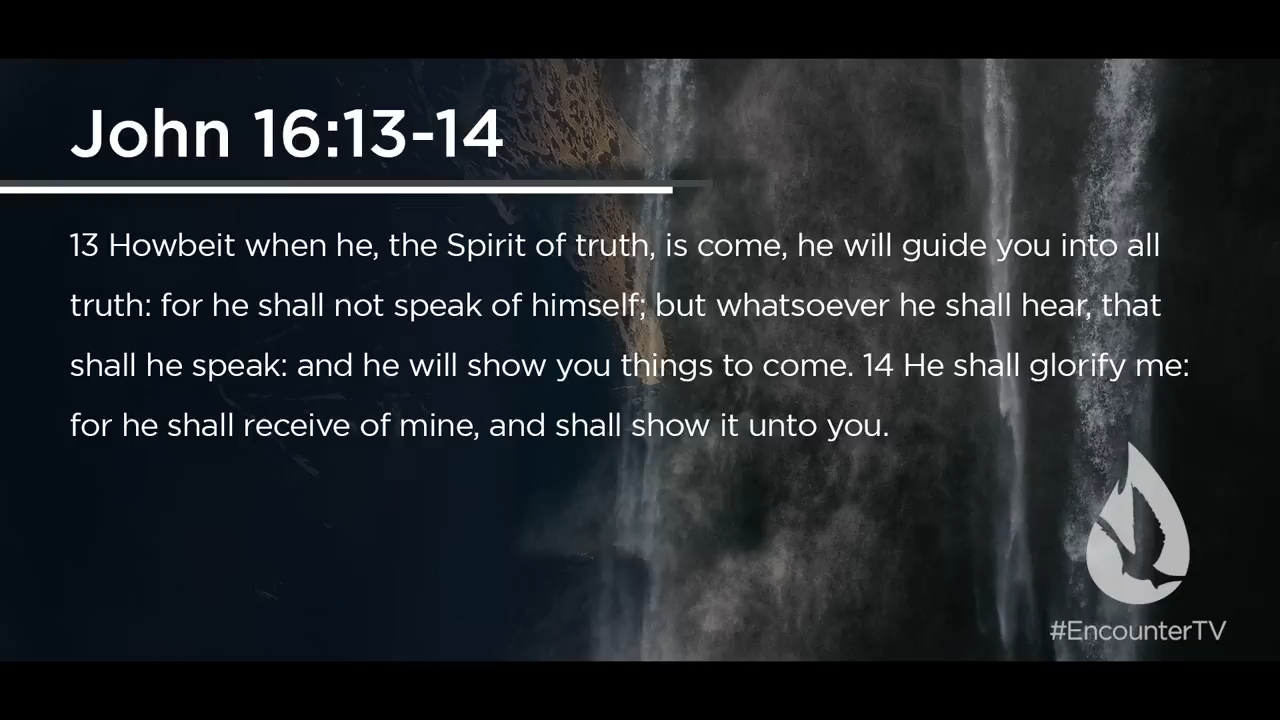 John 16:13-14
13 Howbeit when he, the Spirit of truth, is come, he will guide you into all
truth: for he shall not speak of himself; but whatsoever he shall hear, that
shall he speak: and he will show you things to come. 14 He shall glorify me:
for he shall receive of mine, and shall show it unto you.
#EncounterTV